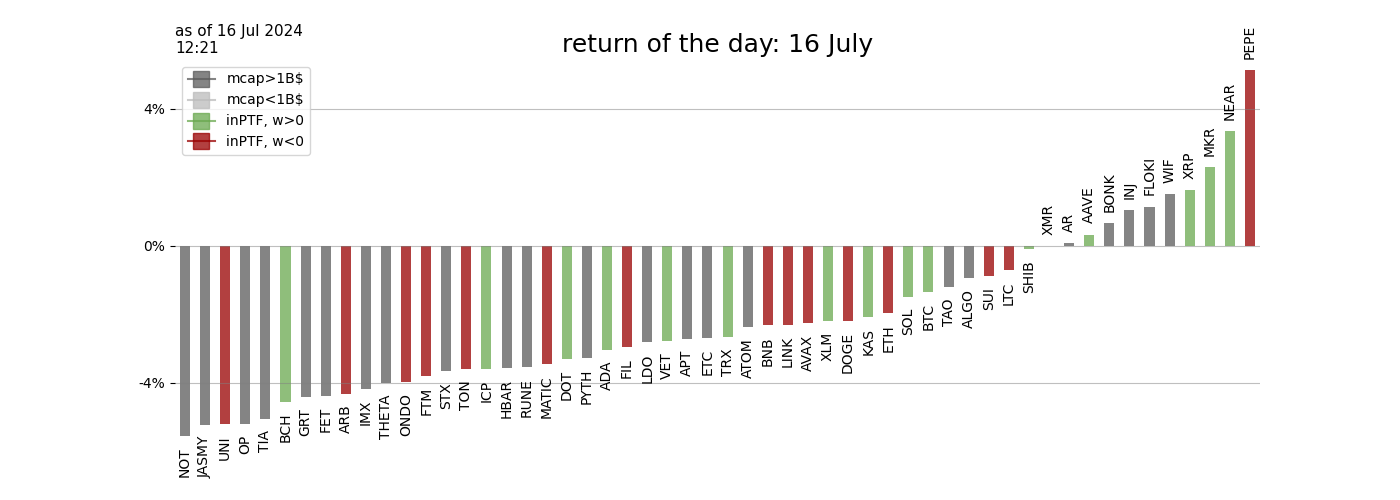 as of 16 Jul 2024
12:21
return of the day: 16 July
mcap>1B$
mcap<1B$
inPTF, w>0
inPTF, w<0
4%
0%
-4%
NOT
JASMY
UNI
OP
TIA
BCH
GRT
FET
ARB
IMX
THETA
ONDO
FTM
STX
TON
ICP
HBAR
RUNE
MATIC
DOT
PYTH
ADA
FIL
LDO
VET
APT
ETC
TRX
ATOM
BNB
LINK
AVAX
XLM
DOGE
KAS
ETH
SOL
BTC
TAO
ALGO
SUI
LTC
SHIB
XMR
AR
AAVE
BONK
INJ
FLOKI
WIF
XRP
MKR
NEAR
PEPE